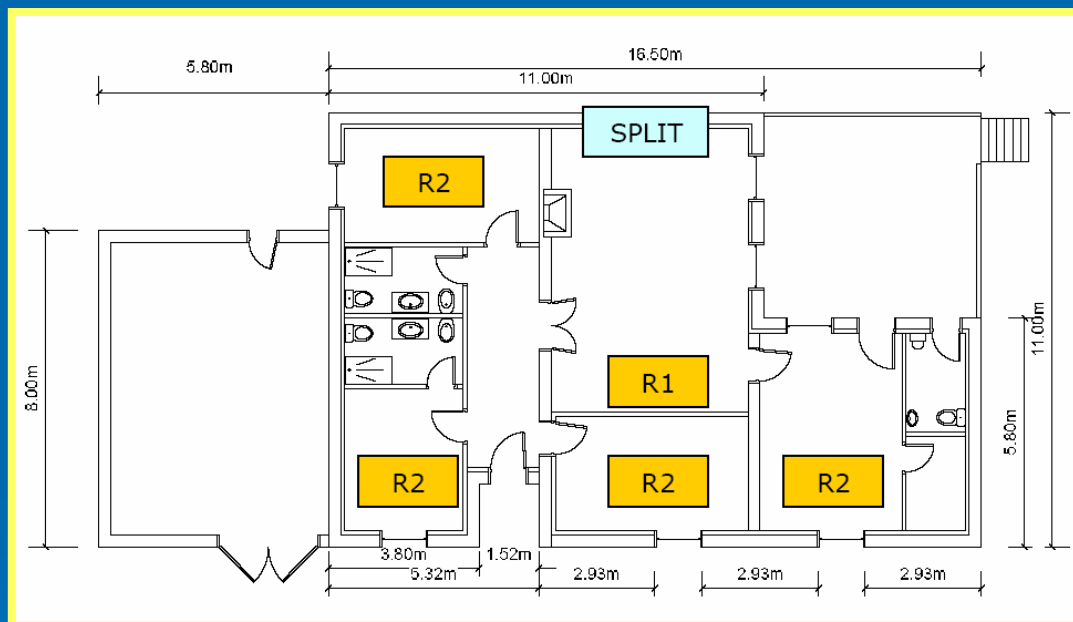 16.50m
5.80m
11.00m
SPLIT
R2
8.00m
11.00m
R1
5.80m
R2
R2
R2
3.80m
1.52m
5.32m
2.93m
2.93m
2.93m